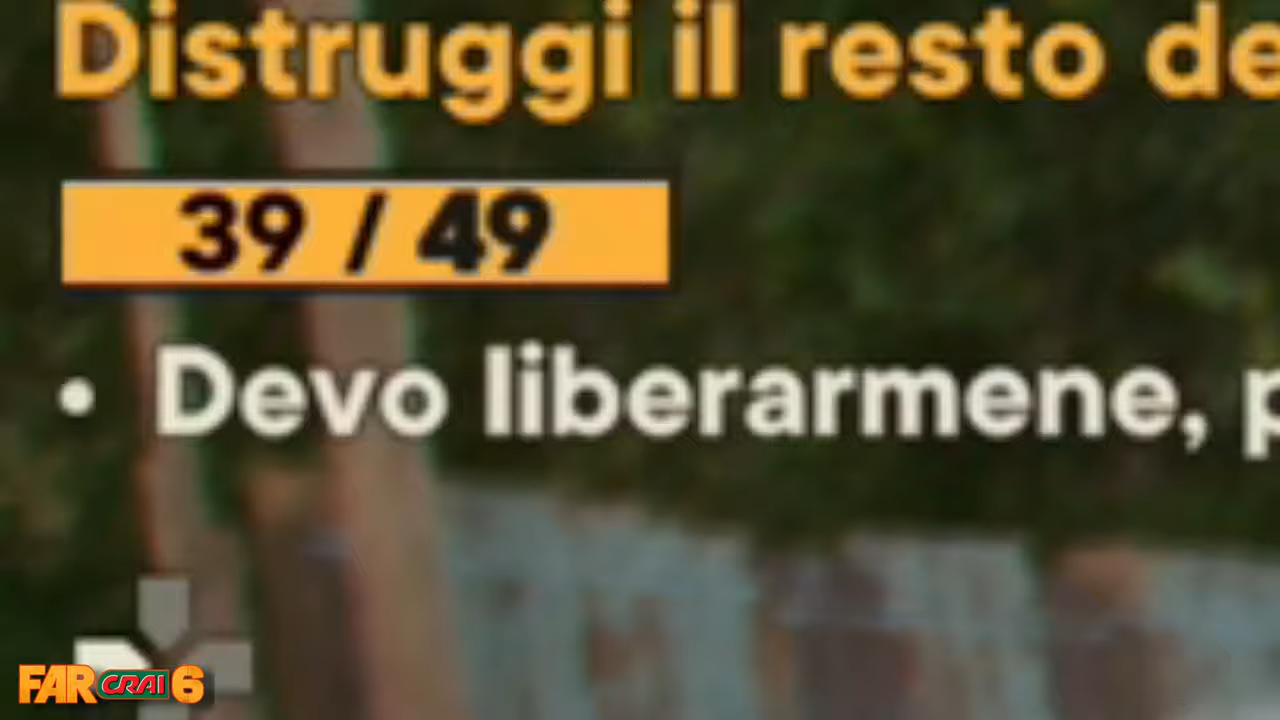 Distruggi il resto de
39 / 49
• Devo liberarmene, p
FAR CRAI 6